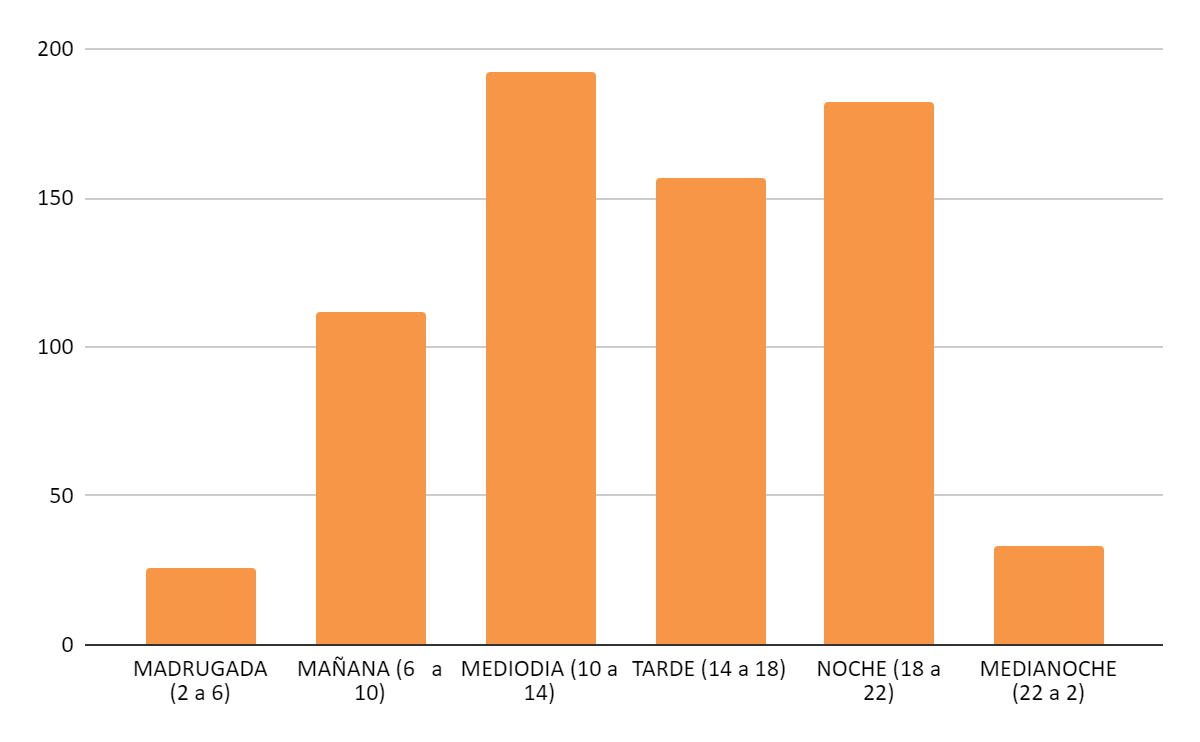 200
150
100
50
0
MADRUGADA (2 a 6)
MAÑANA (6 a 10)
MEDIODIA (10 a 14)
TARDE (14 a 18)
NOCHE (18 a 22)
MEDIANOCHE (22 a 2)